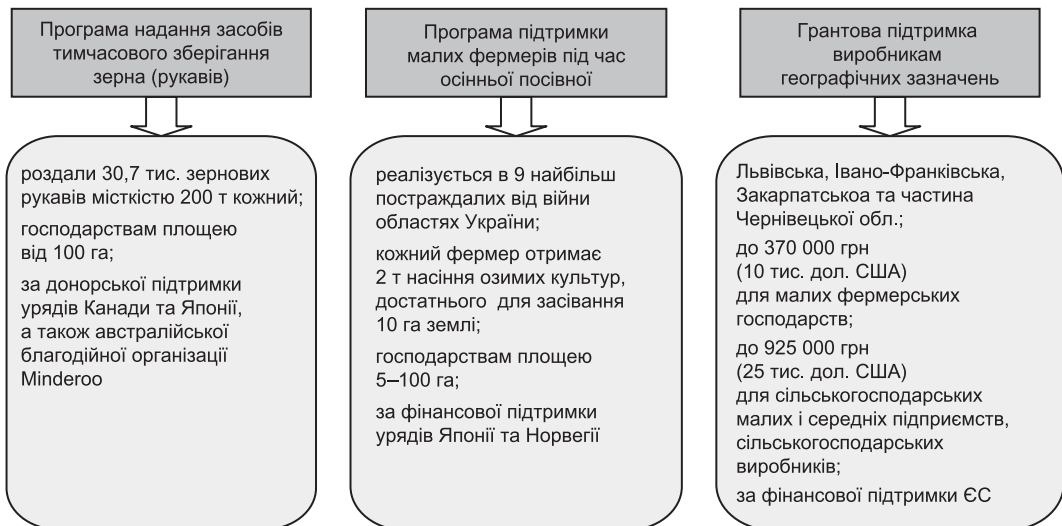 Програма надання засобів
тимчасового зберігання
зерна (рукавів)
роздали 30,7 тис. зернових
рукавів місткістю 200 т кожний;
господарствам площею
від 100 га;
за донорської підтримки
урядів Канади та Японії,
а також австралійської
благодійної організації
Minderoo
Програма підтримки
малих фермерів під час
осінньої посівної
реалізується в 9 найбільш
постраждалих від війни
областях України;
кожний фермер отримає
2 т насіння озимих культур,
достатнього для засівання
10 га землі;
господарствам площею
5–100 га;
за фінансової підтримки
урядів Японії та Норвегії
Грантова підтримка
виробникам
географічних зазначень
Львівська, Івано-Франківська,
Закарпатськоа та частина
Чернівецької обл.;
до 370 000 грн
(10 тис. дол. США)
для малих фермерських
господарств;
до 925 000 грн
(25 тис. дол. США)
для сільськогосподарських
малих і середніх підприємств,
сільськогосподарських
виробників;
за фінансової підтримки ЄС